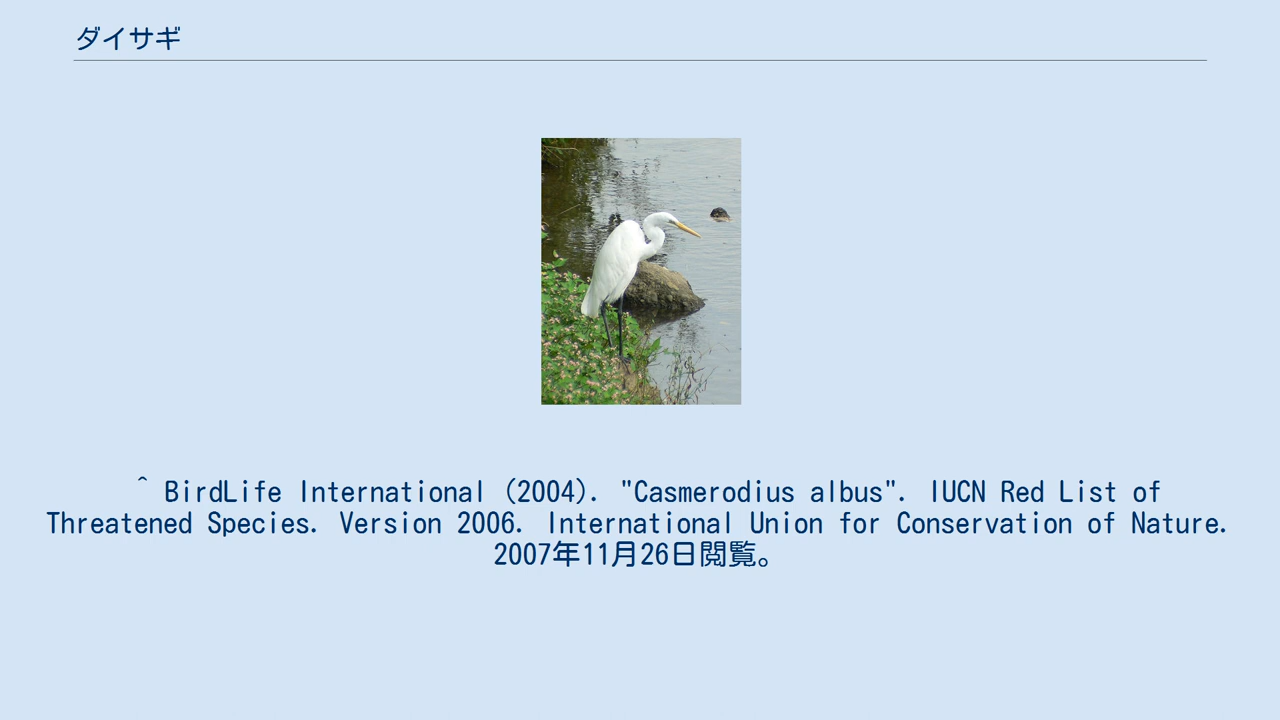 ダイサギ
^ BirdLife International (2004). "Casmerodius albus". IUCN Red List of
Threatened Species. Version 2006. International Union for Conservation of Nature.
2007年11月26日閲覧。